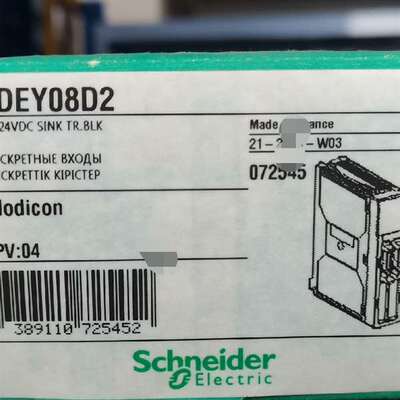 DEY08D2
24VDC SINK TR.BLK
СКРЕТНЫЕ ВХОДЫ
СКРЕТТІК КІРІСТЕР
Modicon
PV:04
389110 725452
Made
ance
21-
-W03
072545
Schneider
Electric